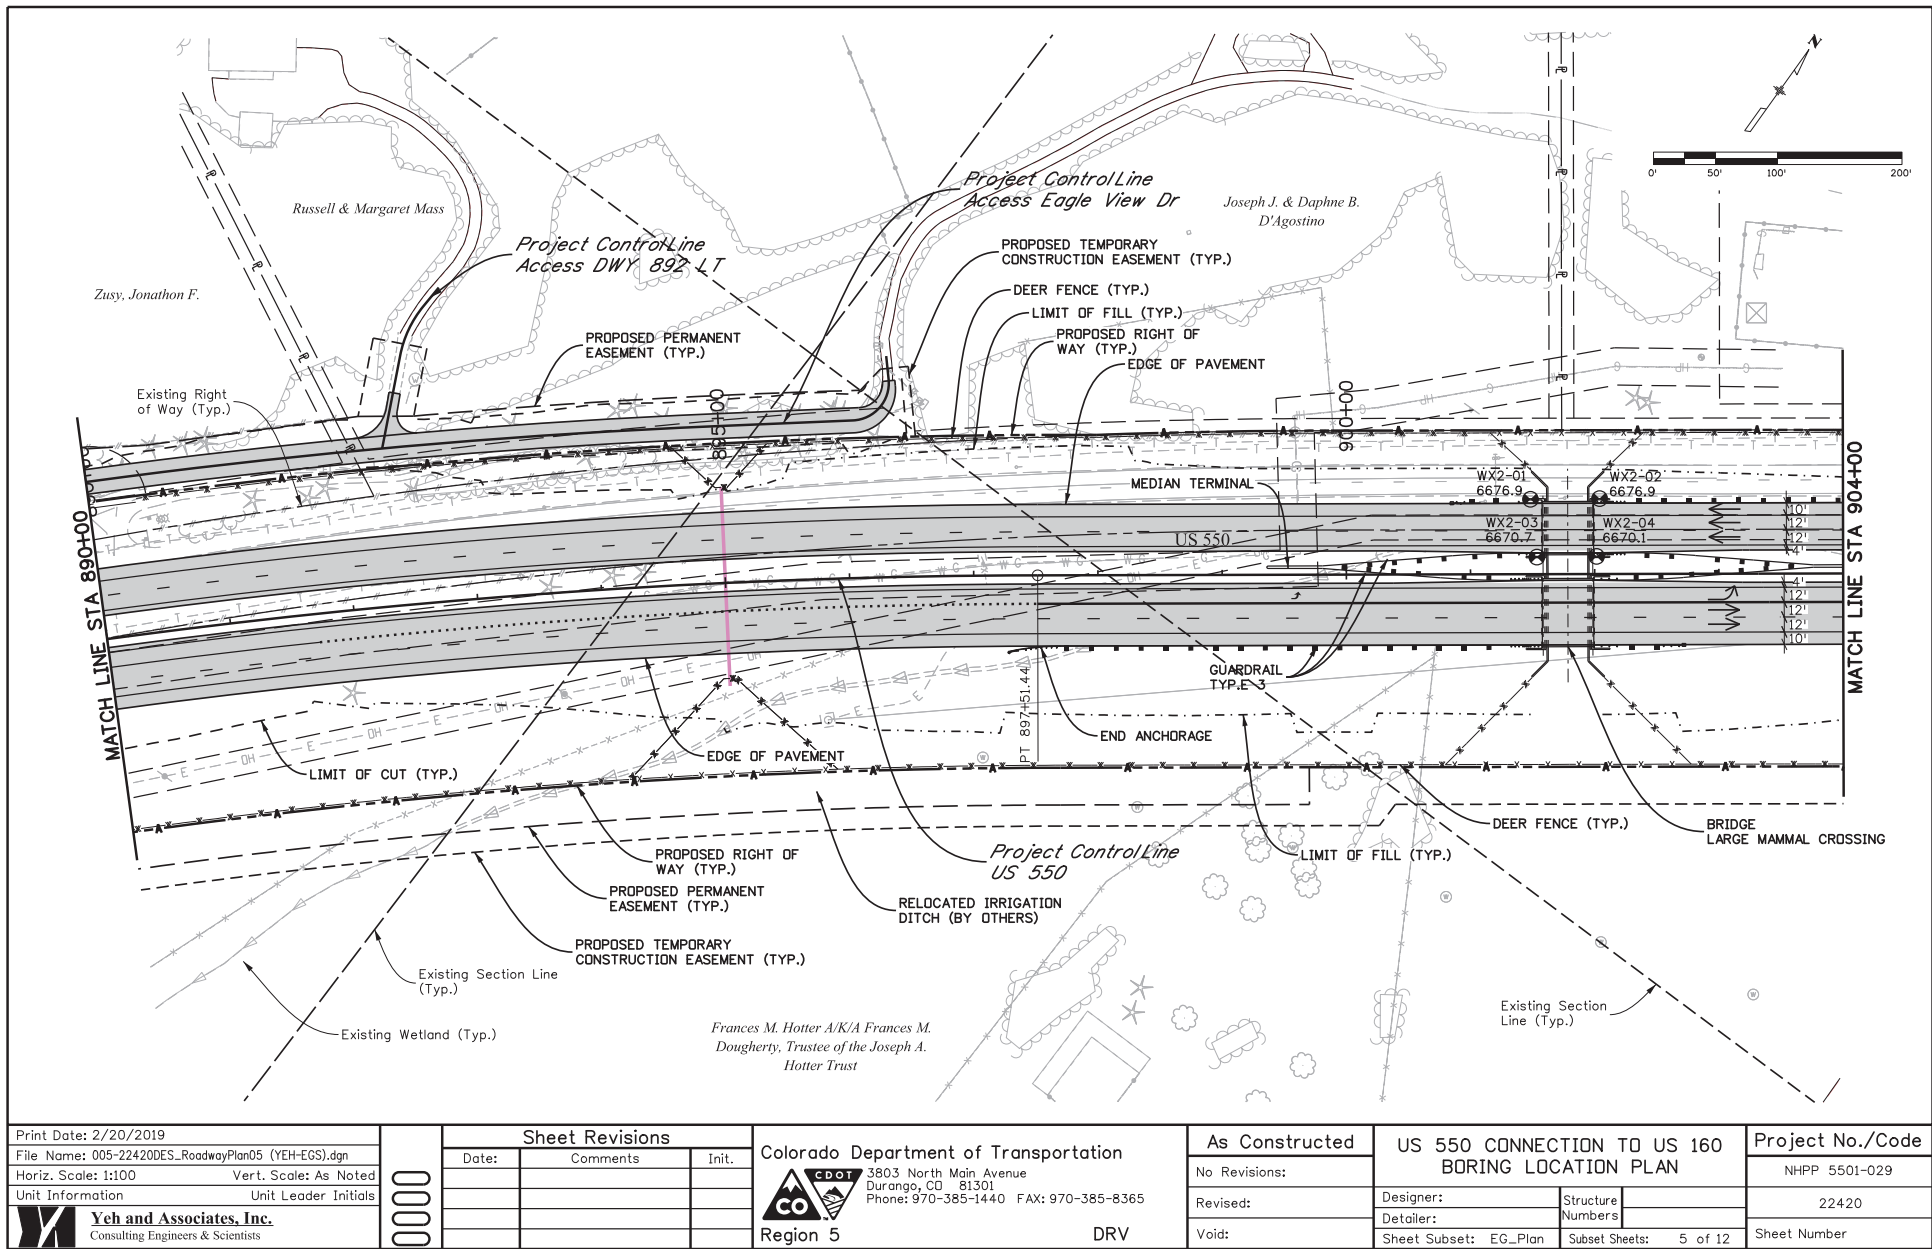 N
0' 50' 100' 200'
Project Control Line
Access Eagle View Dr
Russell & Margaret Mass
Joseph J. & Daphne B.
D'Agostino
Project Control Line
Access DWY 892 LT
PROPOSED TEMPORARY
CONSTRUCTION EASEMENT (TYP.)
Zusy, Jonathon F.
DEER FENCE (TYP.)
LIMIT OF FILL (TYP.)
PROPOSED PERMANENT
EASEMENT (TYP.)
PROPOSED RIGHT OF
WAY (TYP.)
EDGE OF PAVEMENT
Existing Right
of Way (Typ.)
895+00
900+00
MATCH LINE STA 890+00
MATCH LINE STA 904+00
MEDIAN TERMINAL
WX2-01
6676.9
WX2-02
6676.9
WX2-03
6670.7
WX2-04
6670.1
US 550
10'
12'
12'
4'
4'
12'
12'
12'
10'
GUARDRAIL
TYPE 3
PT 897+51.44
END ANCHORAGE
EDGE OF PAVEMENT
LIMIT OF CUT (TYP.)
DEER FENCE (TYP.)
BRIDGE
LARGE MAMMAL CROSSING
LIMIT OF FILL (TYP.)
PROPOSED RIGHT OF
WAY (TYP.)
Project Control Line
US 550
PROPOSED PERMANENT
EASEMENT (TYP.)
RELOCATED IRRIGATION
DITCH (BY OTHERS)
PROPOSED TEMPORARY
CONSTRUCTION EASEMENT (TYP.)
Existing Section Line
(Typ.)
Existing Section
Line (Typ.)
Existing Wetland (Typ.)
Frances M. Hotter A/K/A Frances M.
Dougherty, Trustee of the Joseph A.
Hotter Trust
Print Date: 2/20/2019
File Name: 005-22420DES_RoadwayPlan05 (YEH-EGS).dgn
Horiz. Scale: 1:100 Vert. Scale: As Noted
Unit Information Unit Leader Initials
Yeh and Associates, Inc.
Consulting Engineers & Scientists
Sheet Revisions
Date: Comments Init.
Colorado Department of Transportation
CO
CDOT
3803 North Main Avenue
Durango, CO 81301
Phone: 970-385-1440 FAX: 970-385-8365
Region 5 DRV
As Constructed
No Revisions:
Revised:
Void:
US 550 CONNECTION TO US 160
BORING LOCATION PLAN
Designer:
Detailer:
Structure
Numbers
Sheet Subset: EG_Plan Subset Sheets: 5 of 12
Project No./Code
NHPP 5501-029
22420
Sheet Number